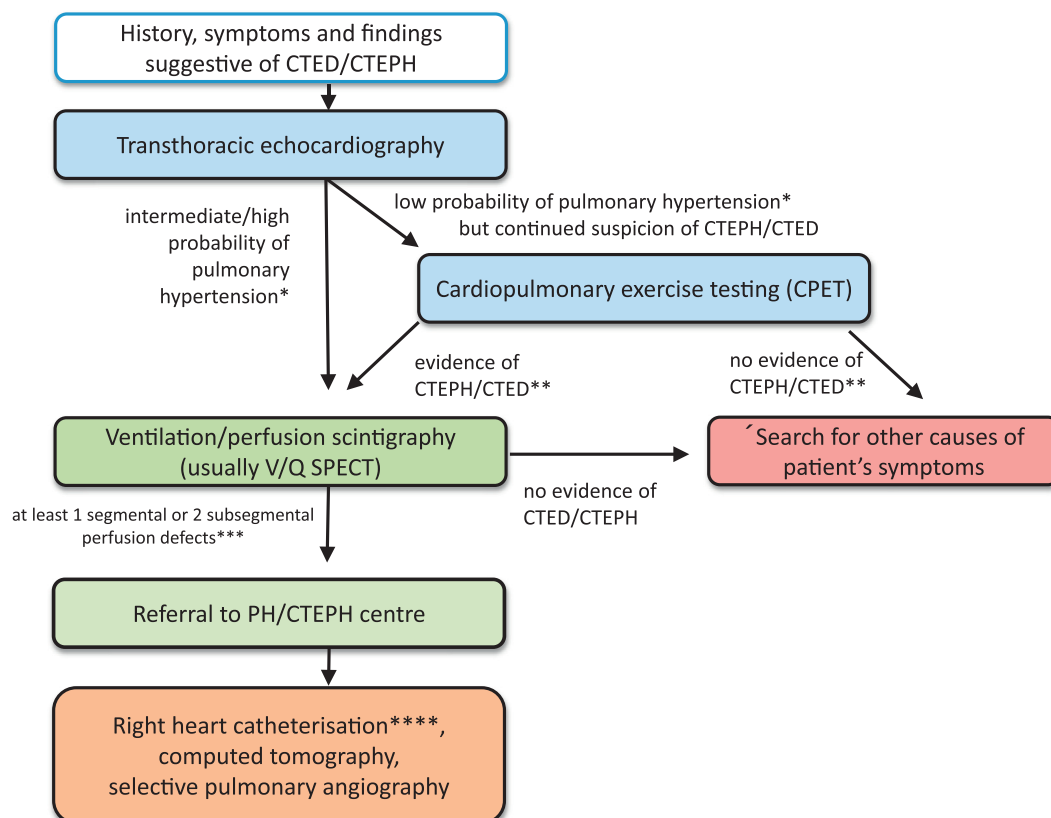 History, symptoms and findings
suggestive of CTED/CTEPH
Transthoracic echocardiography
intermediate/high
probability of
pulmonary
hypertension*
low probability of pulmonary hypertension*
but continued suspicion of CTEPH/CTED
Cardiopulmonary exercise testing (CPET)
evidence of
CTEPH/CTED**
no evidence of
CTEPH/CTED**
Ventilation/perfusion scintigraphy
(usually V/Q SPECT)
´Search for other causes of
patient’s symptoms
no evidence of
CTED/CTEPH
at least 1 segmental or 2 subsegmental
perfusion defects***
Referral to PH/CTEPH centre
Right heart catheterisation****,
computed tomography,
selective pulmonary angiography